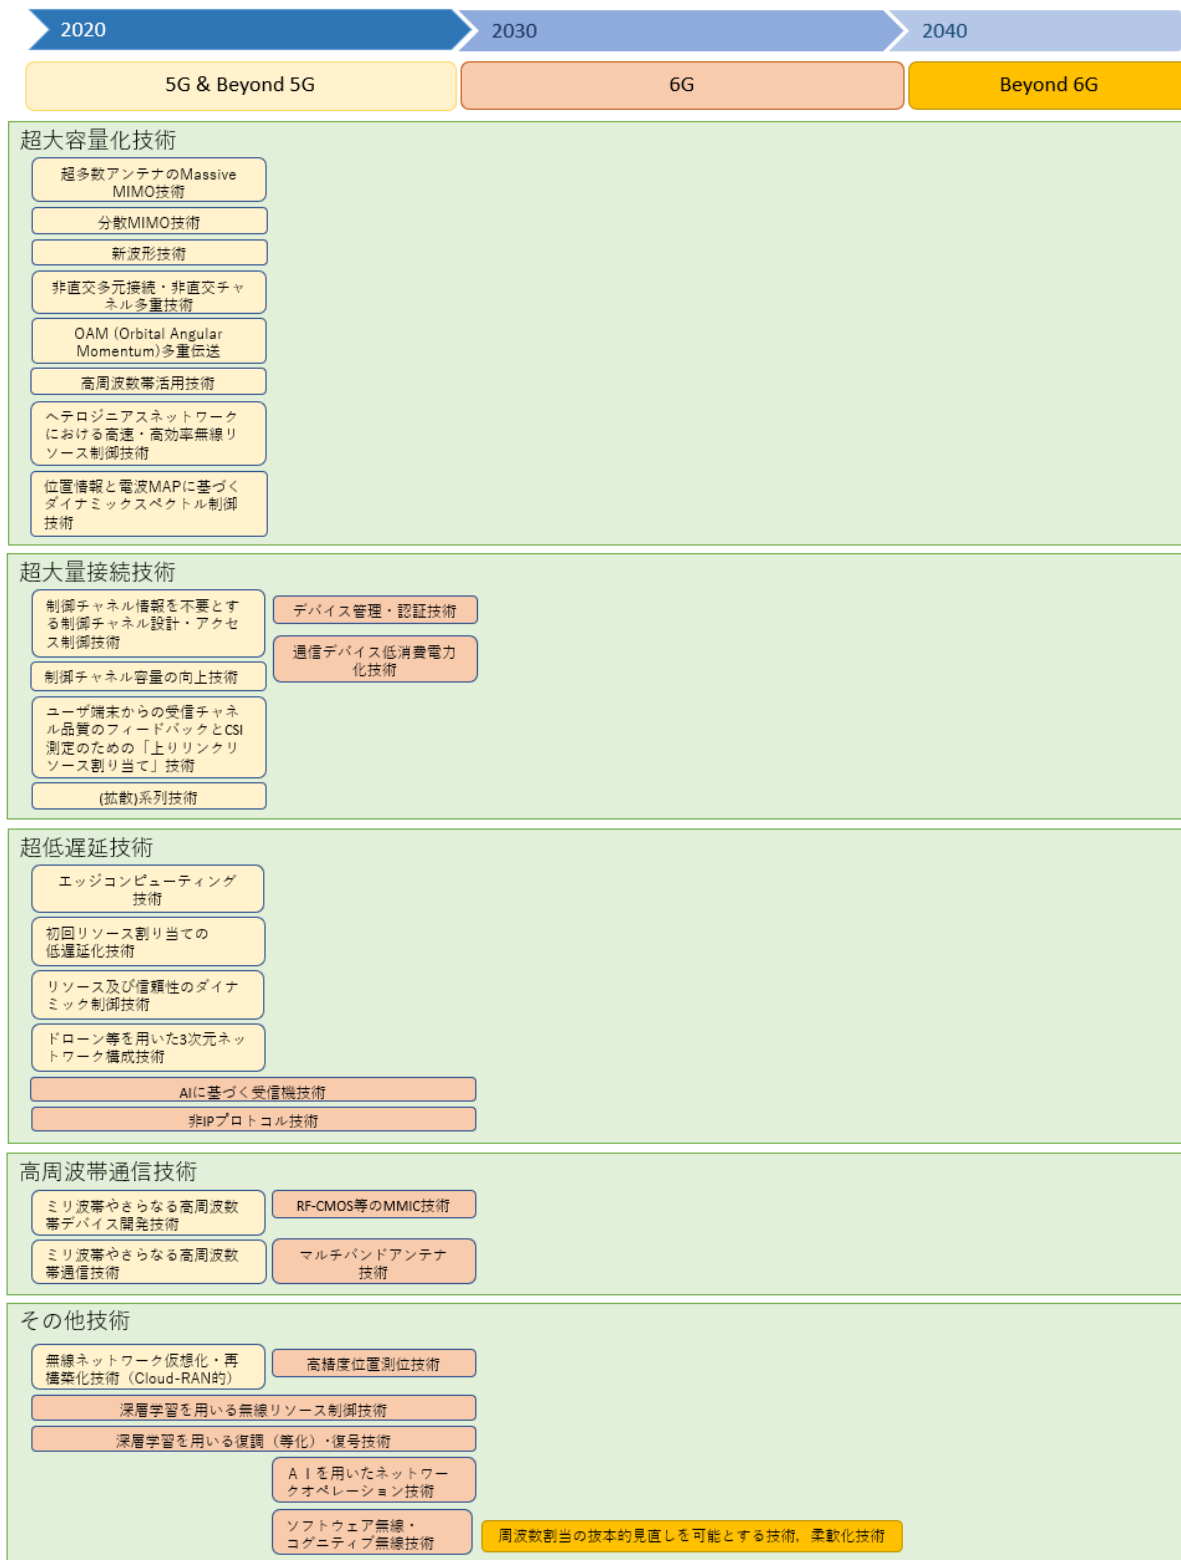 2020
2030
2040
5G & Beyond 5G
6G
Beyond 6G
超大容量化技術
超多数アンテナのMassive
MIMO技術
分散MIMO技術
新波形技術
非直交多元接続・非直交チャ
ネル多重技術
OAM (Orbital Angular
Momentum)多重伝送
高周波数帯活用技術
ヘテロジニアスネットワーク
における高速・高効率無線リ
ソース制御技術
位置情報と電波MAPに基づく
ダイナミックスペクトル制御
技術
超大量接続技術
制御チャネル情報を不要とす
る制御チャネル設計・アクセ
ス制御技術
デバイス管理・認証技術
通信デバイス低消費電力
化技術
制御チャネル容量の向上技術
ユーザ端末からの受信チャネ
ル品質のフィードバックとCSI
測定のための「上りリンクリ
ソース割り当て」技術
(拡散)系列技術
超低遅延技術
エッジコンピューティング
技術
初回リソース割り当ての
低遅延化技術
リソース及び信頼性のダイナ
ミック制御技術
ドローン等を用いた3次元ネッ
トワーク構成技術
AIに基づく受信機技術
非IPプロトコル技術
高周波帯通信技術
ミリ波帯やさらなる高周波数
帯デバイス開発技術
RF-CMOS等のMMIC技術
ミリ波帯やさらなる高周波数
帯通信技術
マルチバンドアンテナ
技術
その他技術
無線ネットワーク仮想化・再
構築化技術（Cloud-RAN的）
高精度位置測位技術
深層学習を用いる無線リソース制御技術
深層学習を用いる復調（等化）・復号技術
ＡＩを用いたネットワー
クオペレーション技術
ソフトウェア無線・
コグニティブ無線技術
周波数割当の抜本的見直しを可能とする技術，柔軟化技術